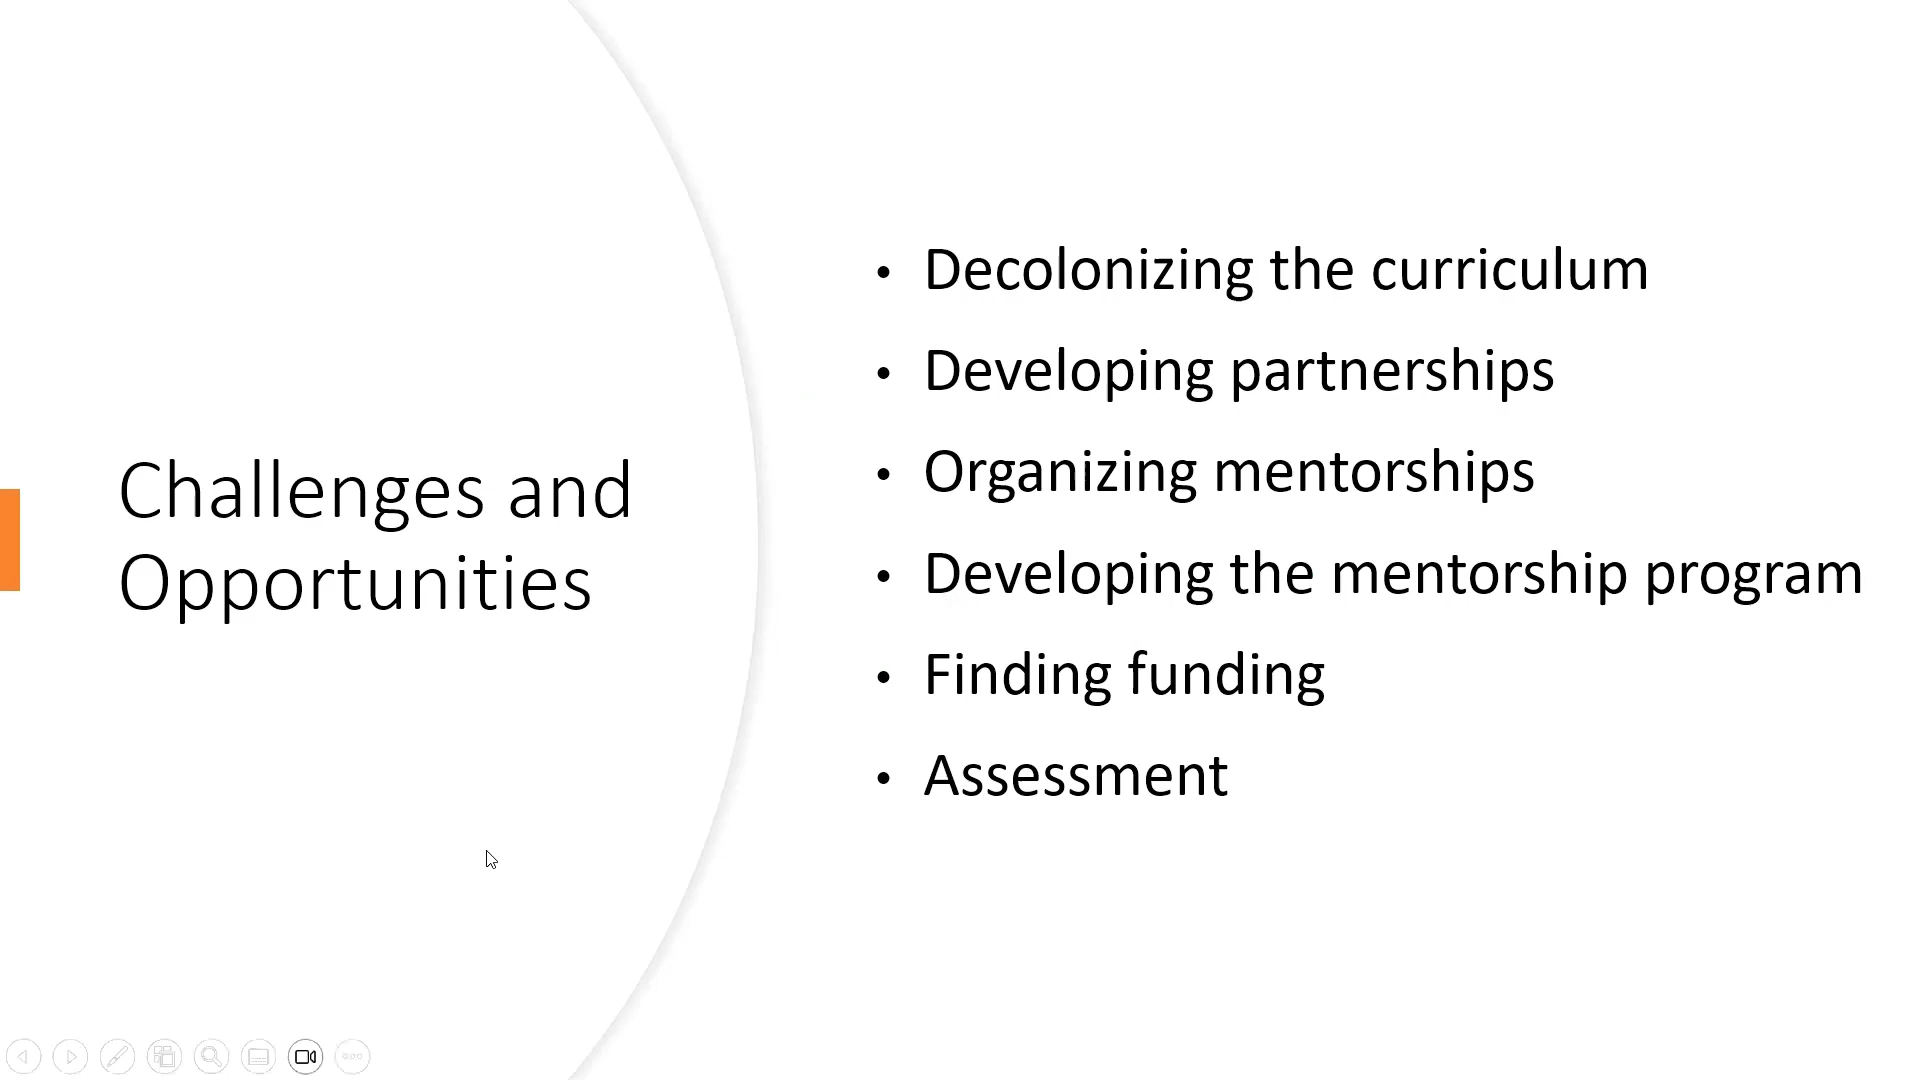 Challenges and
Opportunities
• Decolonizing the curriculum
• Developing partnerships
• Organizing mentorships
• Developing the mentorship program
• Finding funding
• Assessment